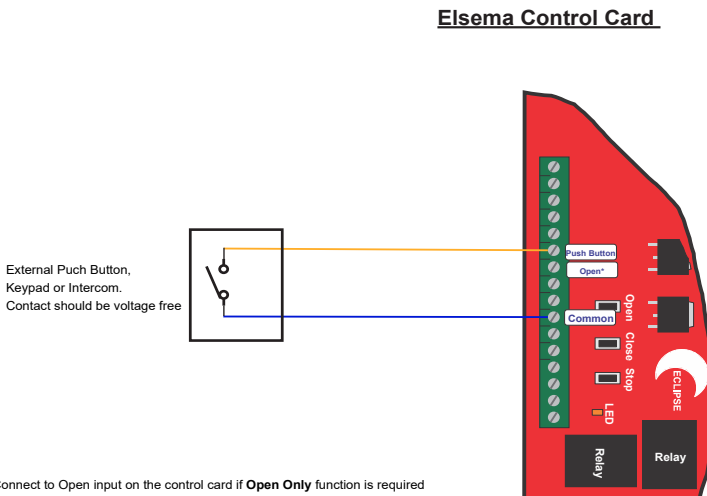 Elsema Control Card
External Puch Button,
Keypad or Intercom.
Contact should be voltage free
Push Button
Open*
Common
Open
Close
Stop
LED
ECLIPSE
Relay
Relay
onnect to Open input on the control card if Open Only function is required